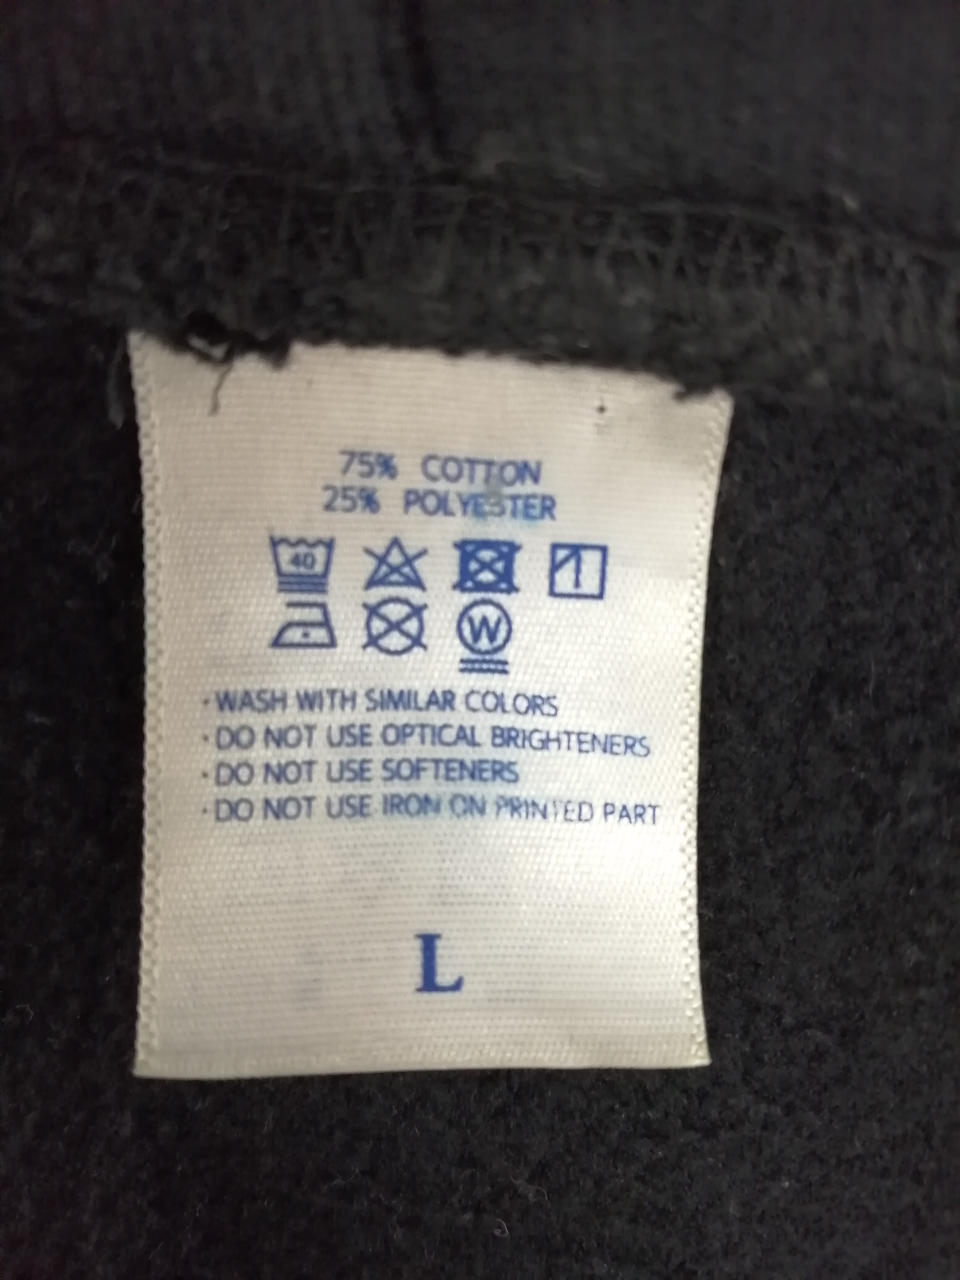 75% COTTON
25% POLYESTER
40
W
· WASH WITH SIMILAR COLORS
· DO NOT USE OPTICAL BRIGHTENERS
· DO NOT USE SOFTENERS
· DO NOT USE IRON ON PRINTED PART
L